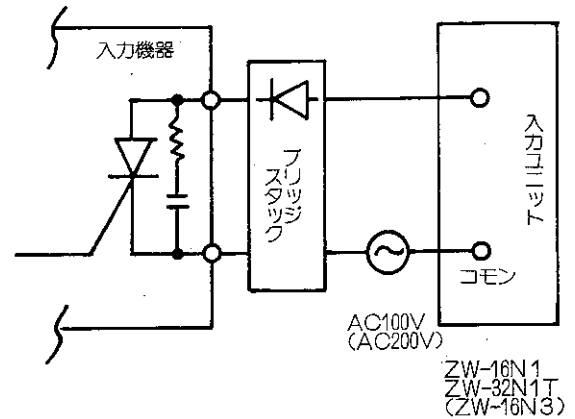 入力機器
ブリッジ
スタック
入力ユニット
コモン
AC100V
(AC200V)
ZW-16N1
ZW-32N1T
(ZW-16N3)